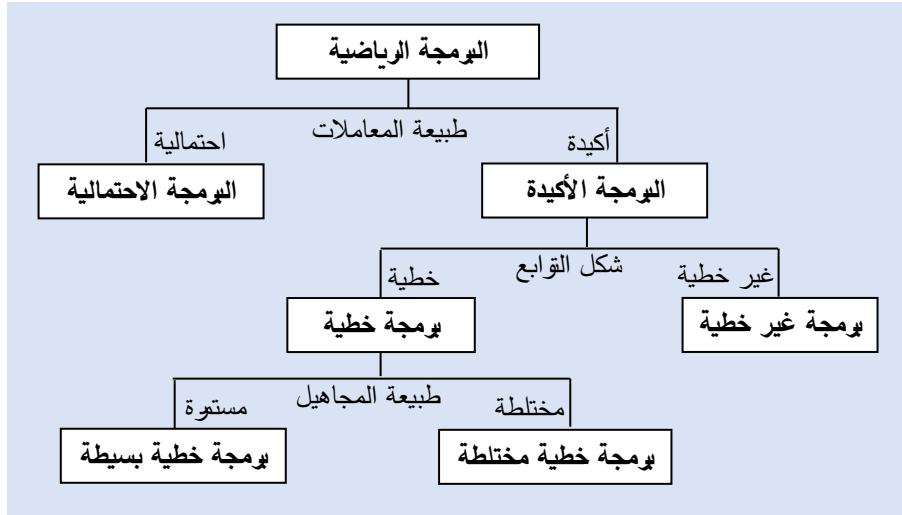 البرمجة الرياضية
طبيعة المعاملات
أكيدة
احتمالية
البرمجة الأكيدة
البرمجة الاحتمالية
شكل التوابع
غير خطية
خطية
برمجة غير خطية
برمجة خطية
طبيعة المجاهيل
مختلطة
مستمرة
برمجة خطية مختلطة
برمجة خطية بسيطة